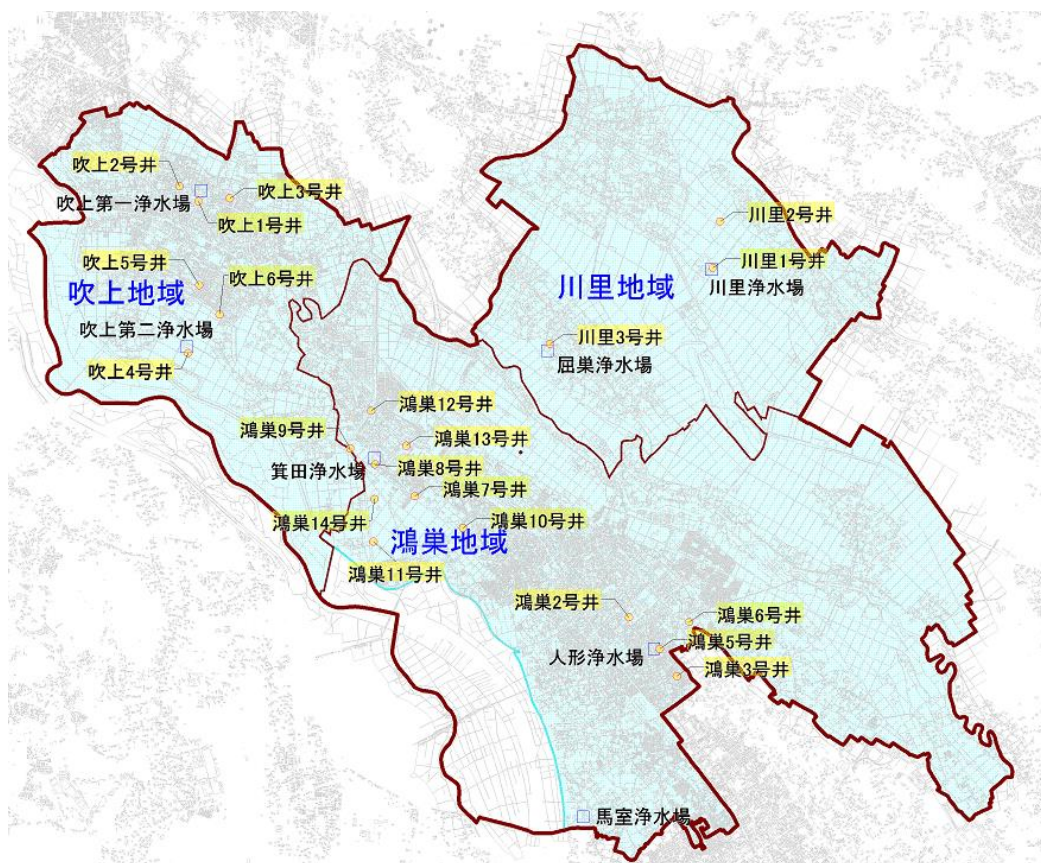 吹上2号井
吹上3号井
吹上第一浄水場
吹上1号井
川里2号井
吹上5号井
吹上6号井
川里1号井
吹上地域
川里地域
川里浄水場
吹上第二浄水場
川里3号井
吹上4号井
屈巣浄水場
鴻巣12号井
鴻巣9号井
鴻巣13号井
箕田浄水場
鴻巣8号井
鴻巣7号井
鴻巣14号井
鴻巣10号井
鴻巣地域
鴻巣11号井
鴻巣2号井
鴻巣6号井
鴻巣5号井
人形浄水場
鴻巣3号井
馬室浄水場